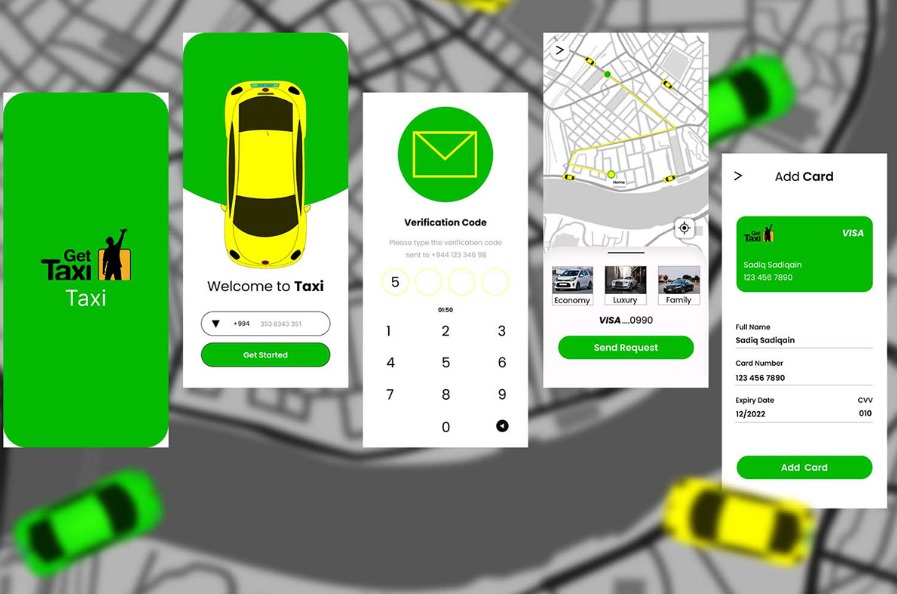 Get
Taxi
Taxi
Welcome to Taxi
+994 353 6343 351
Get Started
Verification Code
Please type the verification code
sent to +944 123 346 98
5
01:50
1 2 3
4 5 6
7 8 9
0
>
Home
Economy Luxury Family
VISA ....0990
Send Request
> Add Card
Get
Taxi
VISA
Sadiq Sadiqain
123 456 7890
Full Name
Sadiq Sadiqain
Card Number
123 456 7890
Expiry Date CVV
12/2022 010
Add Card